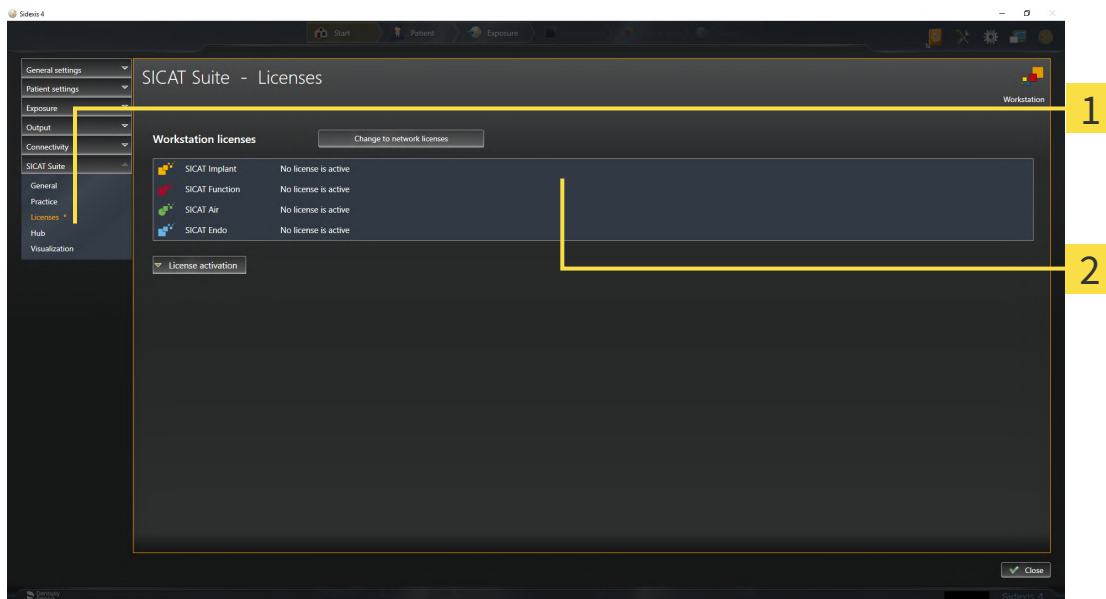 Sidexis 4
Start
Patient
Exposure
General settings
Patient settings
Exposure
Output
Connectivity
SICAT Suite
General
Practice
Licenses *
Hub
Visualization
SICAT Suite - Licenses
Workstation
Workstation licenses
Change to network licenses
SICAT Implant No license is active
SICAT Function No license is active
SICAT Air No license is active
SICAT Endo No license is active
License activation
1
2
Close
Dentsply
Sirona
Sidexis 4